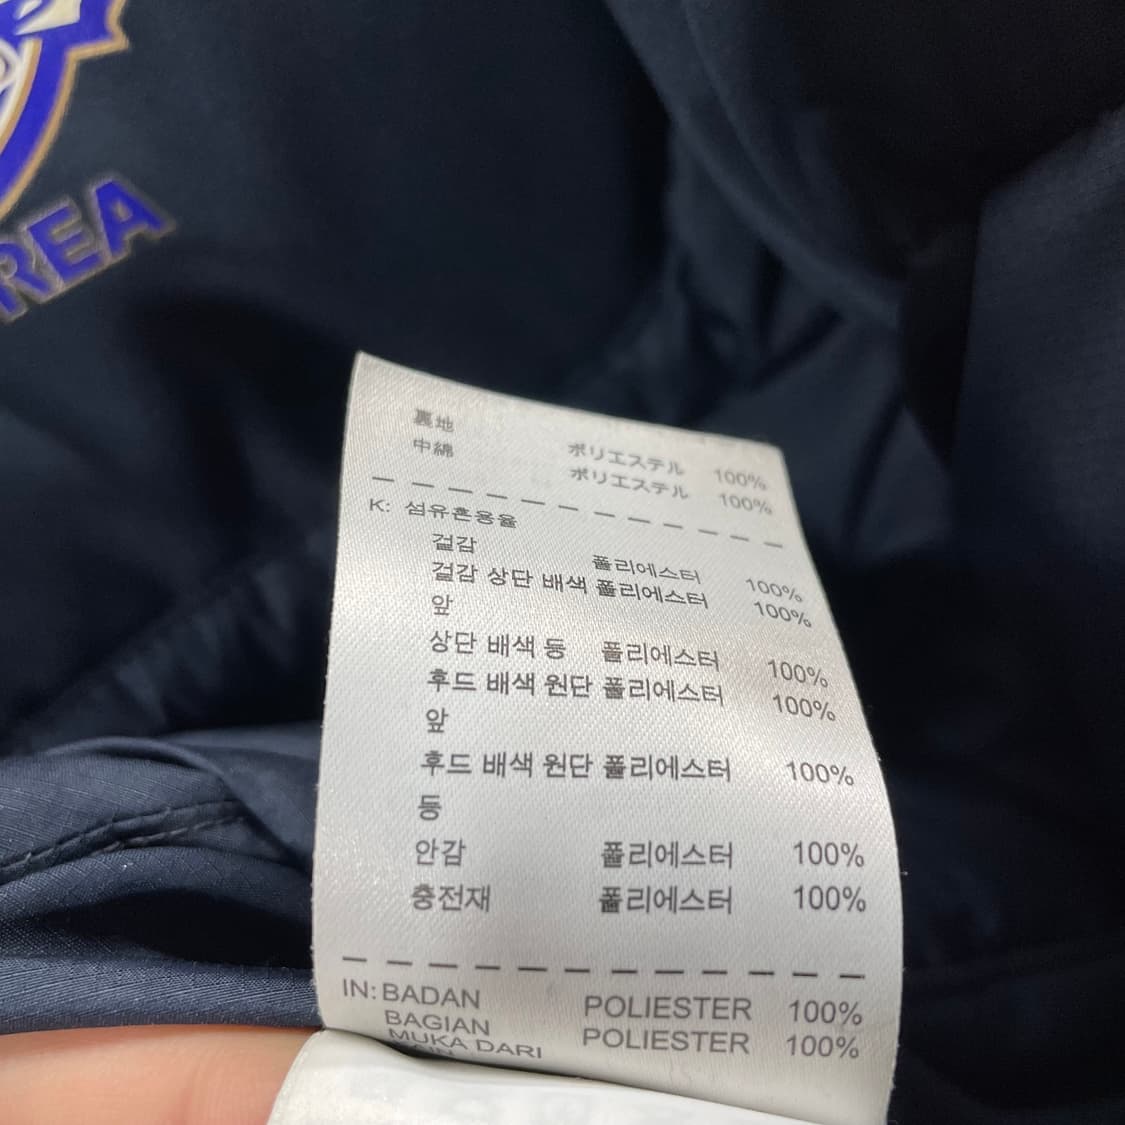 REA
裏地 ポリエステル 100%
中綿 ポリエステル 100%
K: 섬유혼용율
겉감 폴리에스터 100%
겉감 상단 배색 폴리에스터 100%
앞
상단 배색 등 폴리에스터 100%
후드 배색 원단 폴리에스터 100%
앞
후드 배색 원단 폴리에스터 100%
등
안감 폴리에스터 100%
충전재 폴리에스터 100%
IN: BADAN POLIESTER 100%
BAGIAN POLIESTER 100%
MUKA DARI